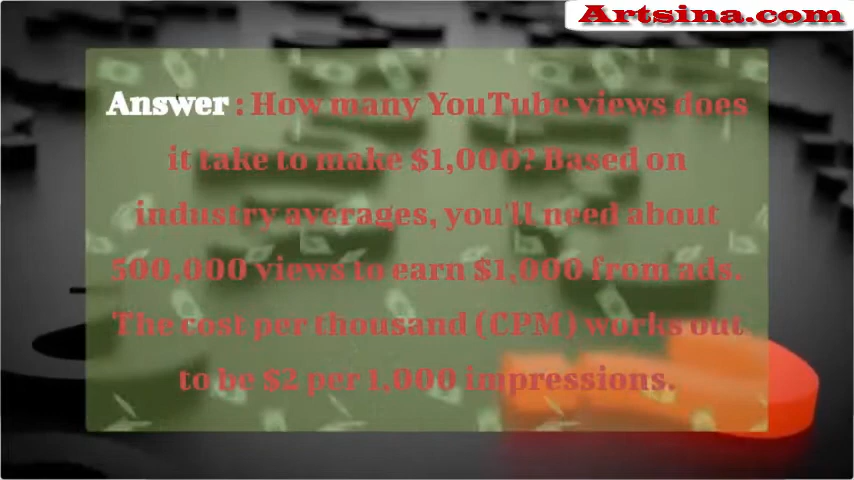 Artsina.com
Answer : How many YouTube views does
it take to make $1,000? Based on
industry averages, you'll need about
500,000 views to earn $1,000 from ads.
The cost per thousand (CPM) works out
to be $2 per 1,000 impressions.